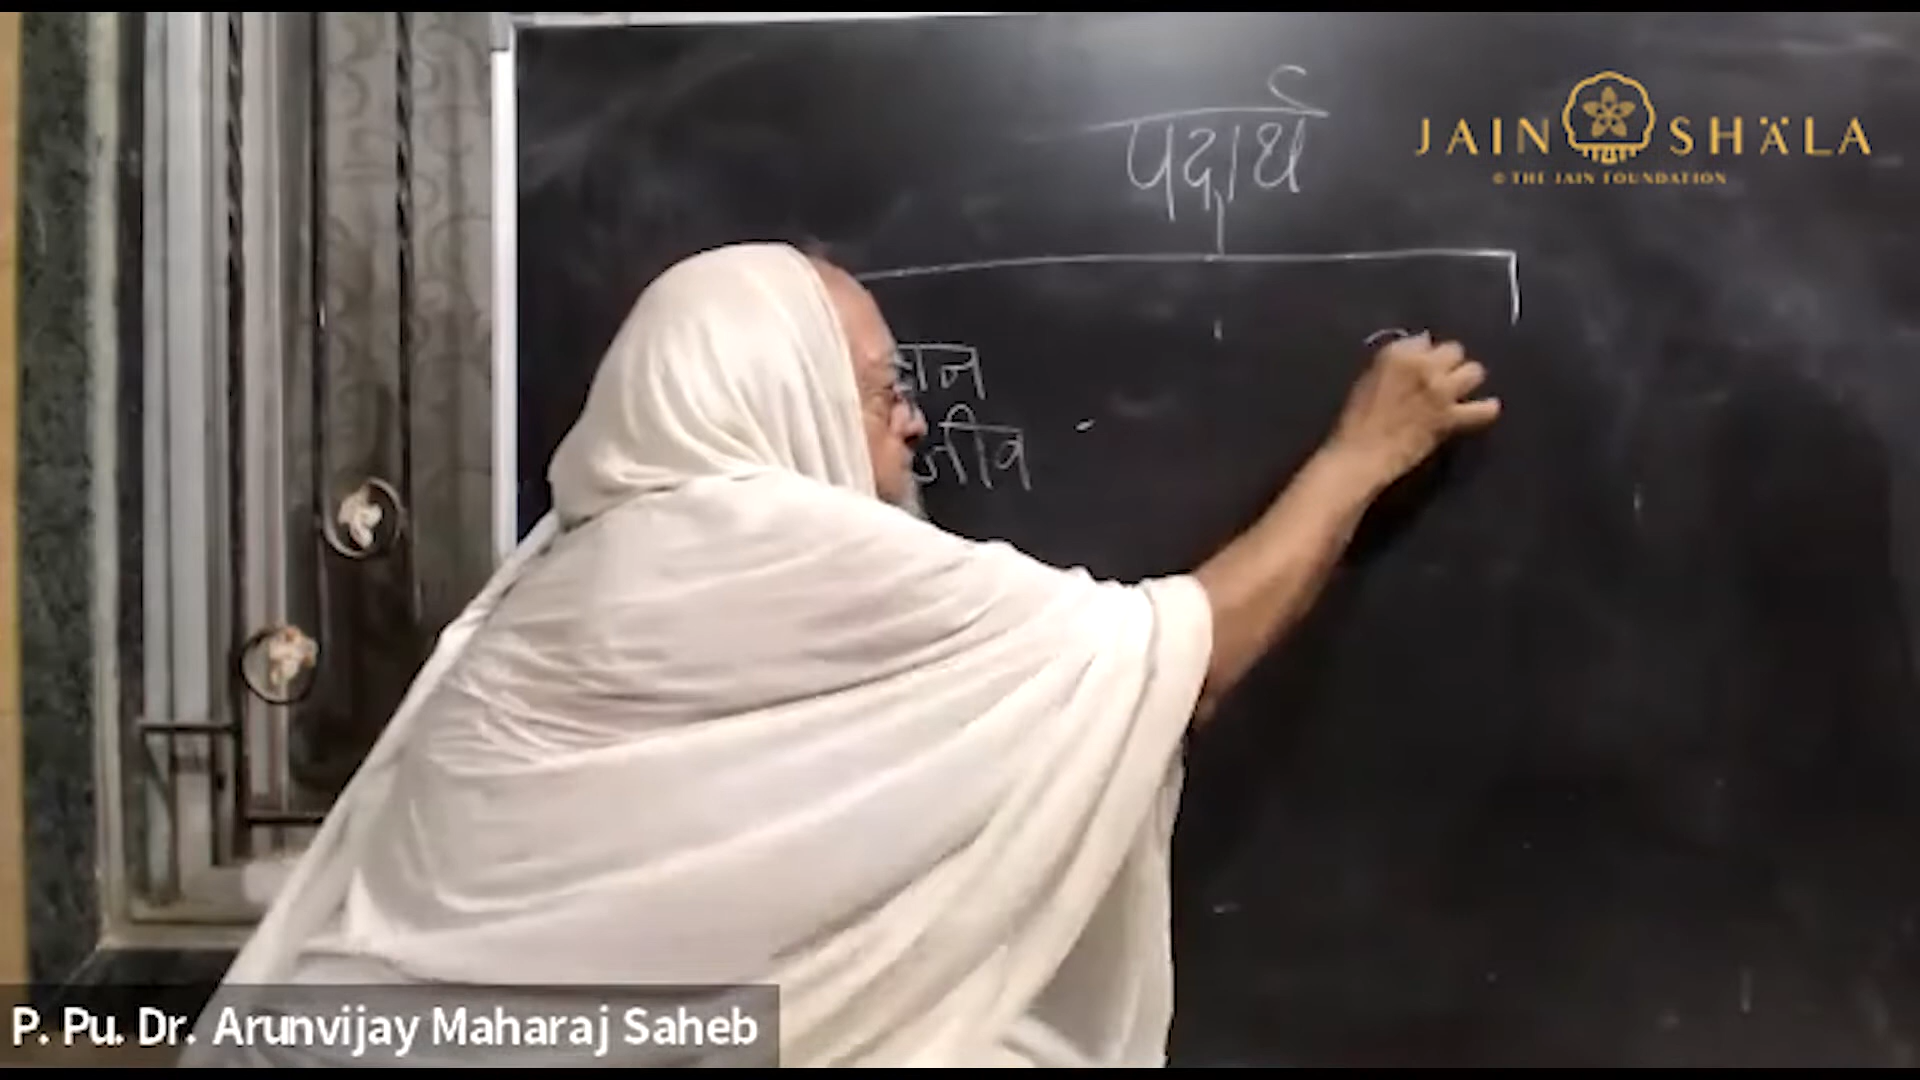 पदार्थ
JAIN SHÄLA
© THE JAIN FOUNDATION
जीव
P. Pu. Dr. Arunvijay Maharaj Saheb